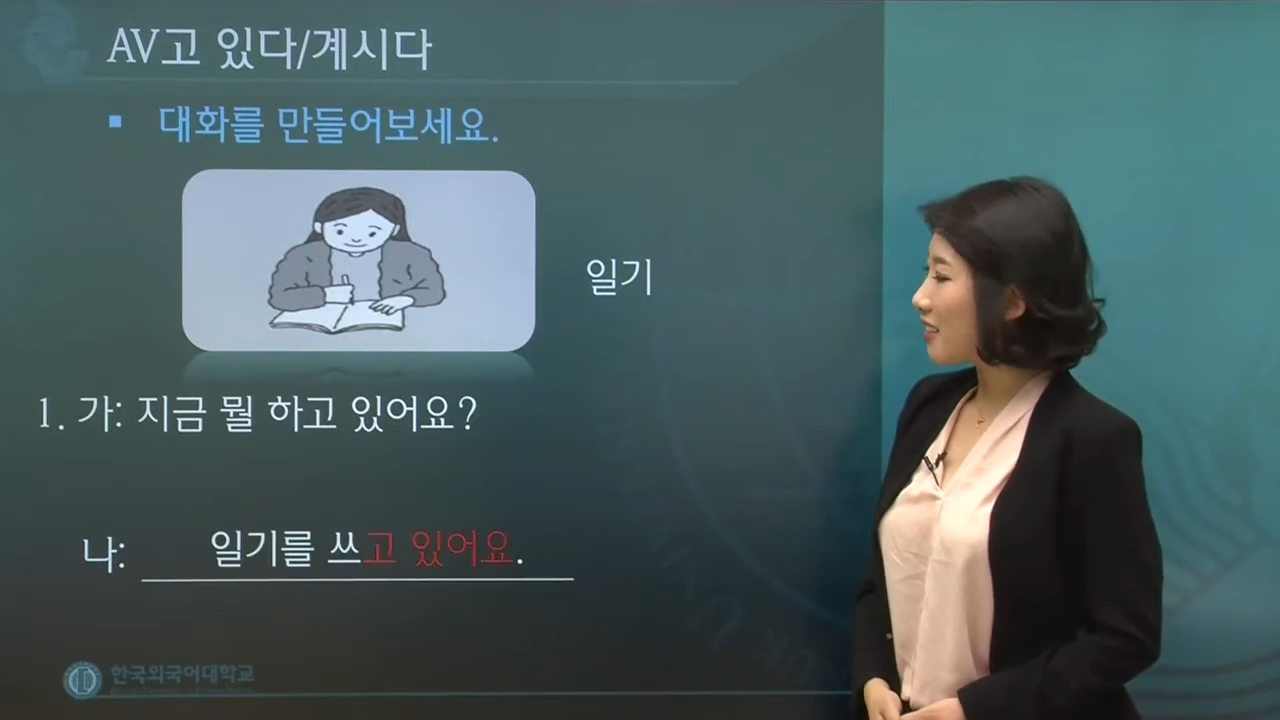 AV고 있다/계시다
▪ 대화를 만들어보세요.
일기
1. 가: 지금 뭘 하고 있어요?
나: 일기를 쓰고 있어요.
한국외국어대학교